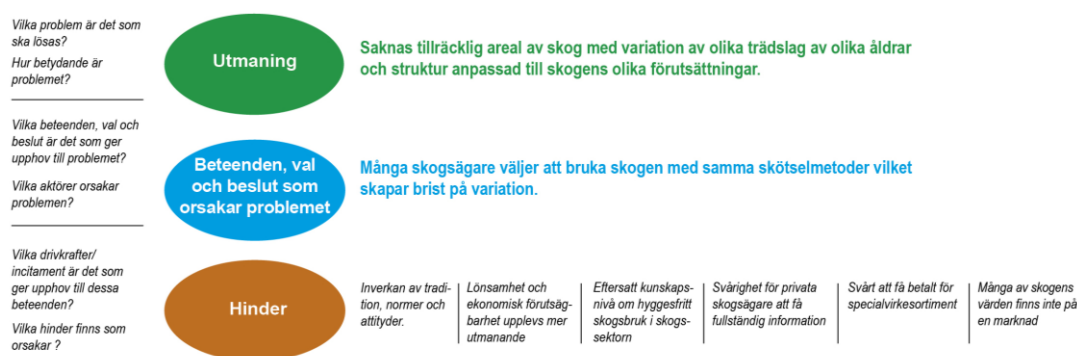 Vilka problem är det som
ska lösas?
Hur betydande är
problemet?
Utmaning
Saknas tillräcklig areal av skog med variation av olika trädslag av olika åldrar
och struktur anpassad till skogens olika förutsättningar.
Vilka beteenden, val och
beslut är det som ger
upphov till problemet?
Vilka aktörer orsakar
problemen?
Beteenden, val
och beslut som
orsakar problemet
Många skogsägare väljer att bruka skogen med samma skötselmetoder vilket
skapar brist på variation.
Vilka drivkrafter/
incitament är det som
ger upphov till dessa
beteenden?
Vilka hinder finns som
orsakar ?
Hinder
Inverkan av tradi-
tion, normer och
attityder.
Lönsamhet och
ekonomisk förutsäg-
barhet upplevs mer
utmanande
Eftersatt kunskaps-
nivå om hyggesfritt
skogsbruk i skogs-
sektorn
Svårighet för privata
skogsägare att få
fullständig information
Svårt att få betalt för
specialvirkesortiment
Många av skogens
värden finns inte på
en marknad